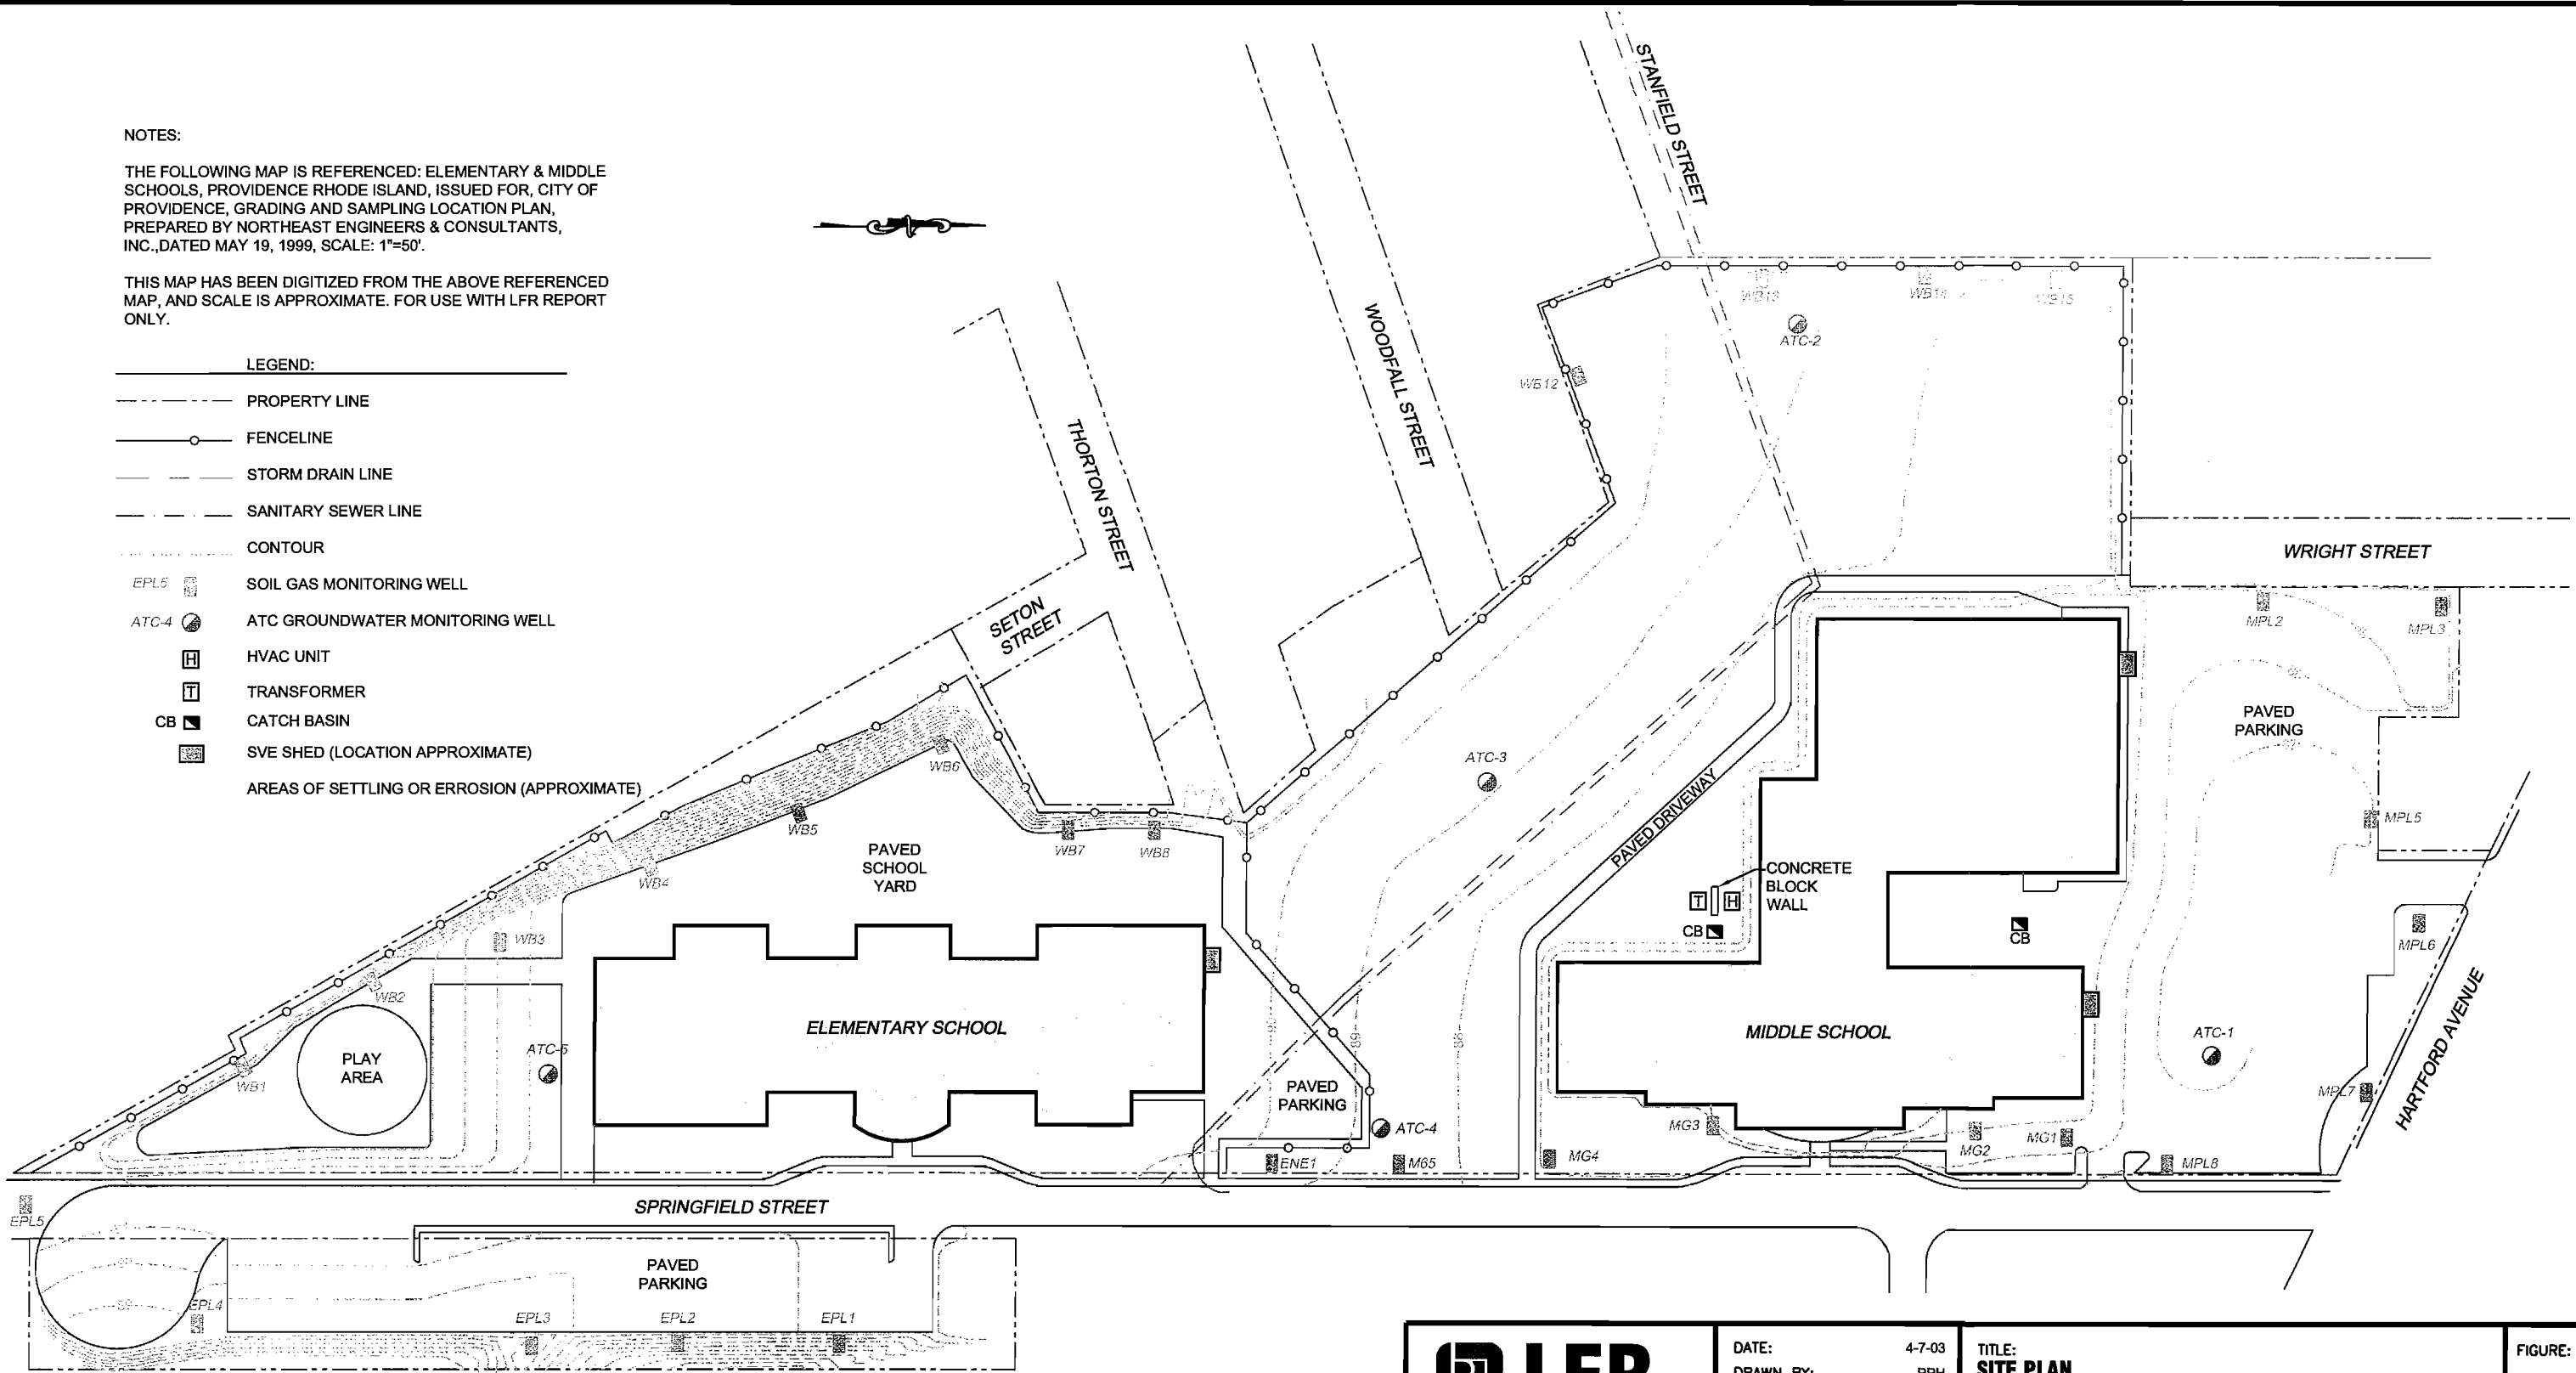 NOTES:
THE FOLLOWING MAP IS REFERENCED: ELEMENTARY & MIDDLE
SCHOOLS, PROVIDENCE RHODE ISLAND, ISSUED FOR, CITY OF
PROVIDENCE, GRADING AND SAMPLING LOCATION PLAN,
PREPARED BY NORTHEAST ENGINEERS & CONSULTANTS,
INC.,DATED MAY 19, 1999, SCALE: 1"=50'.
THIS MAP HAS BEEN DIGITIZED FROM THE ABOVE REFERENCED
MAP, AND SCALE IS APPROXIMATE. FOR USE WITH LFR REPORT
ONLY.
LEGEND:
PROPERTY LINE
FENCELINE
STORM DRAIN LINE
SANITARY SEWER LINE
CONTOUR
EPL5 SOIL GAS MONITORING WELL
ATC-4 ATC GROUNDWATER MONITORING WELL
H HVAC UNIT
T TRANSFORMER
CB CATCH BASIN
SVE SHED (LOCATION APPROXIMATE)
AREAS OF SETTLING OR ERROSION (APPROXIMATE)
STANFIELD STREET
WOODFALL STREET
THORTON STREET
SETON
STREET
WRIGHT STREET
HARTFORD AVENUE
SPRINGFIELD STREET
WB13
WB14
WB15
ATC-2
WB12
MPL2
MPL3
PAVED
PARKING
MPL5
MPL6
ATC-1
MPL7
MPL8
ATC-3
PAVED DRIVEWAY
CONCRETE
BLOCK
WALL
T
H
CB
CB
MIDDLE SCHOOL
MG3
MG4
MG2
MG1
WB6
WB5
WB4
WB7
WB8
PAVED
SCHOOL
YARD
WB3
WB2
WB1
PLAY
AREA
ATC-5
ELEMENTARY SCHOOL
PAVED
PARKING
ATC-4
ENE1
M65
89
88
EPL5
EPL4
EPL3
EPL2
EPL1
PAVED
PARKING
LFR
DATE: 4-7-03
TITLE:
SITE PLAN
FIGURE: